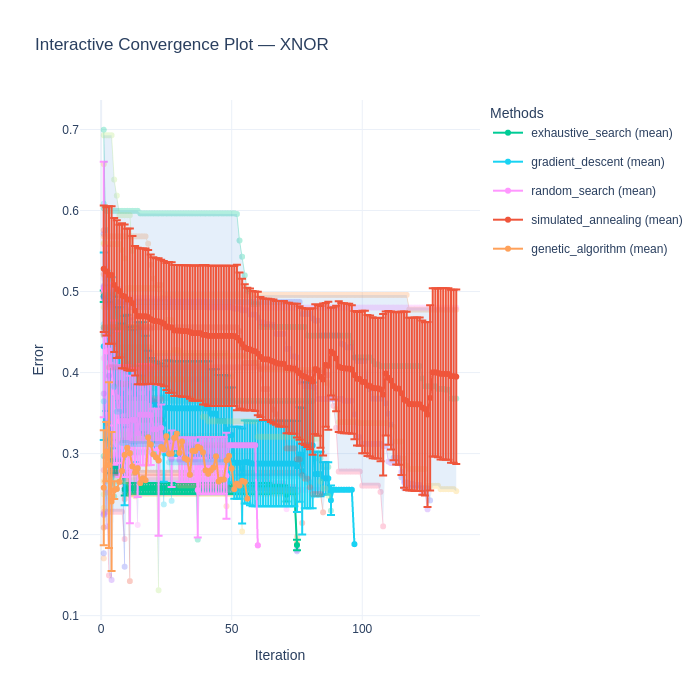 Interactive Convergence Plot — XNOR
Methods
exhaustive_search (mean)
gradient_descent (mean)
random_search (mean)
simulated_annealing (mean)
genetic_algorithm (mean)
0.7
0.6
0.5
0.4
0.3
0.2
0.1
Error
0
50
100
Iteration